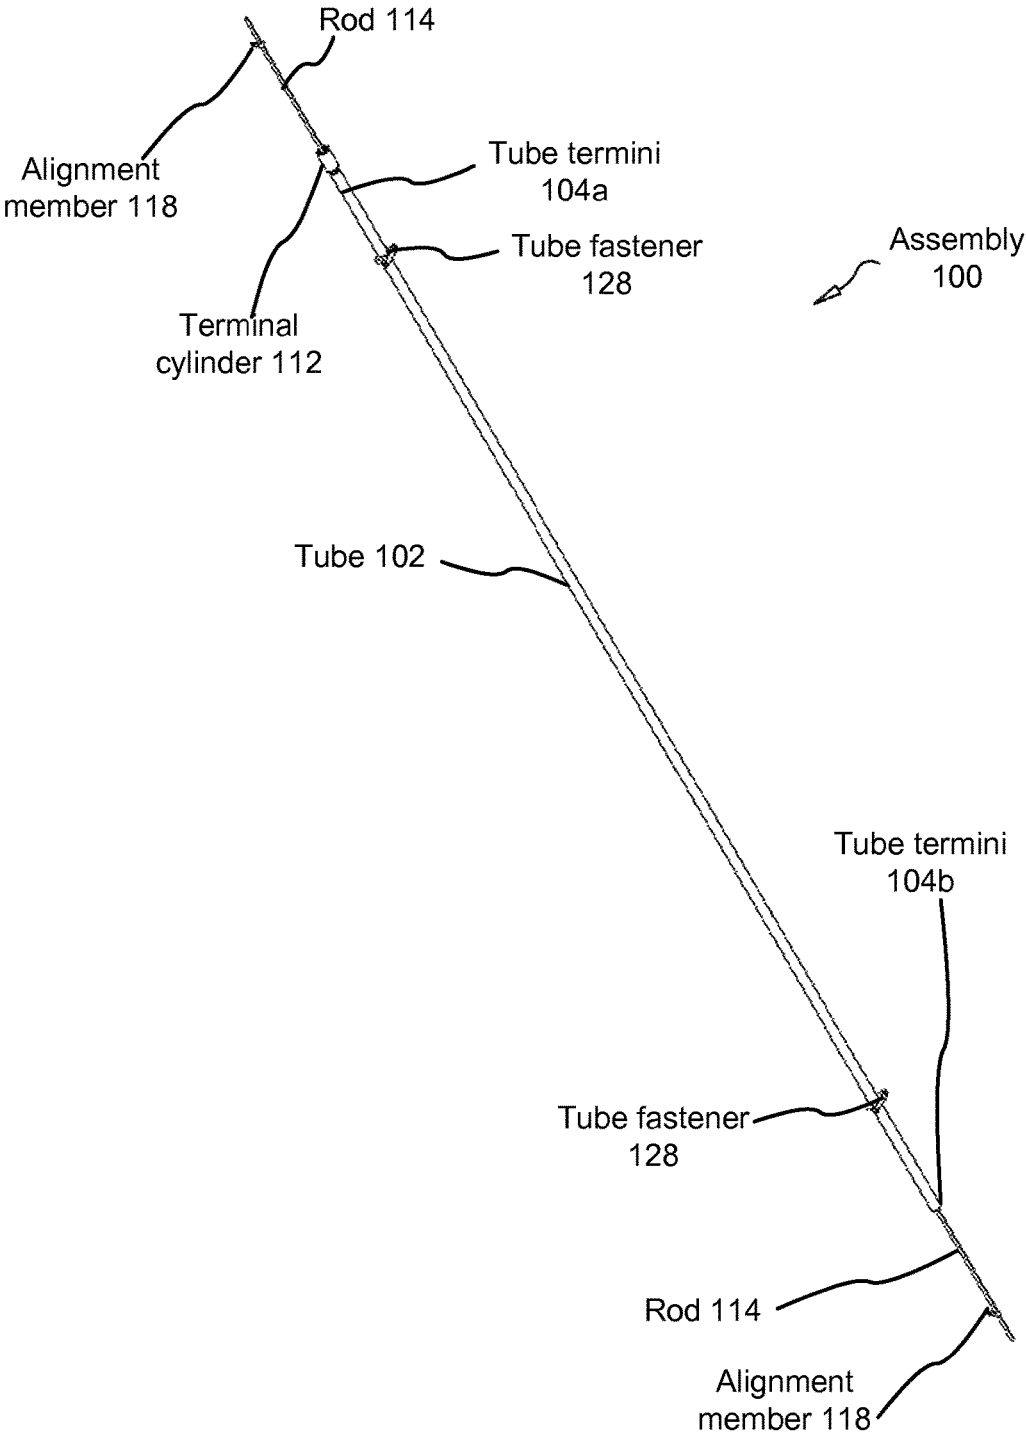 Rod 114
Alignment
member 118
Tube termini
104a
Tube fastener
128
Assembly
100
Terminal
cylinder 112
Tube 102
Tube termini
104b
Tube fastener
128
Rod 114
Alignment
member 118